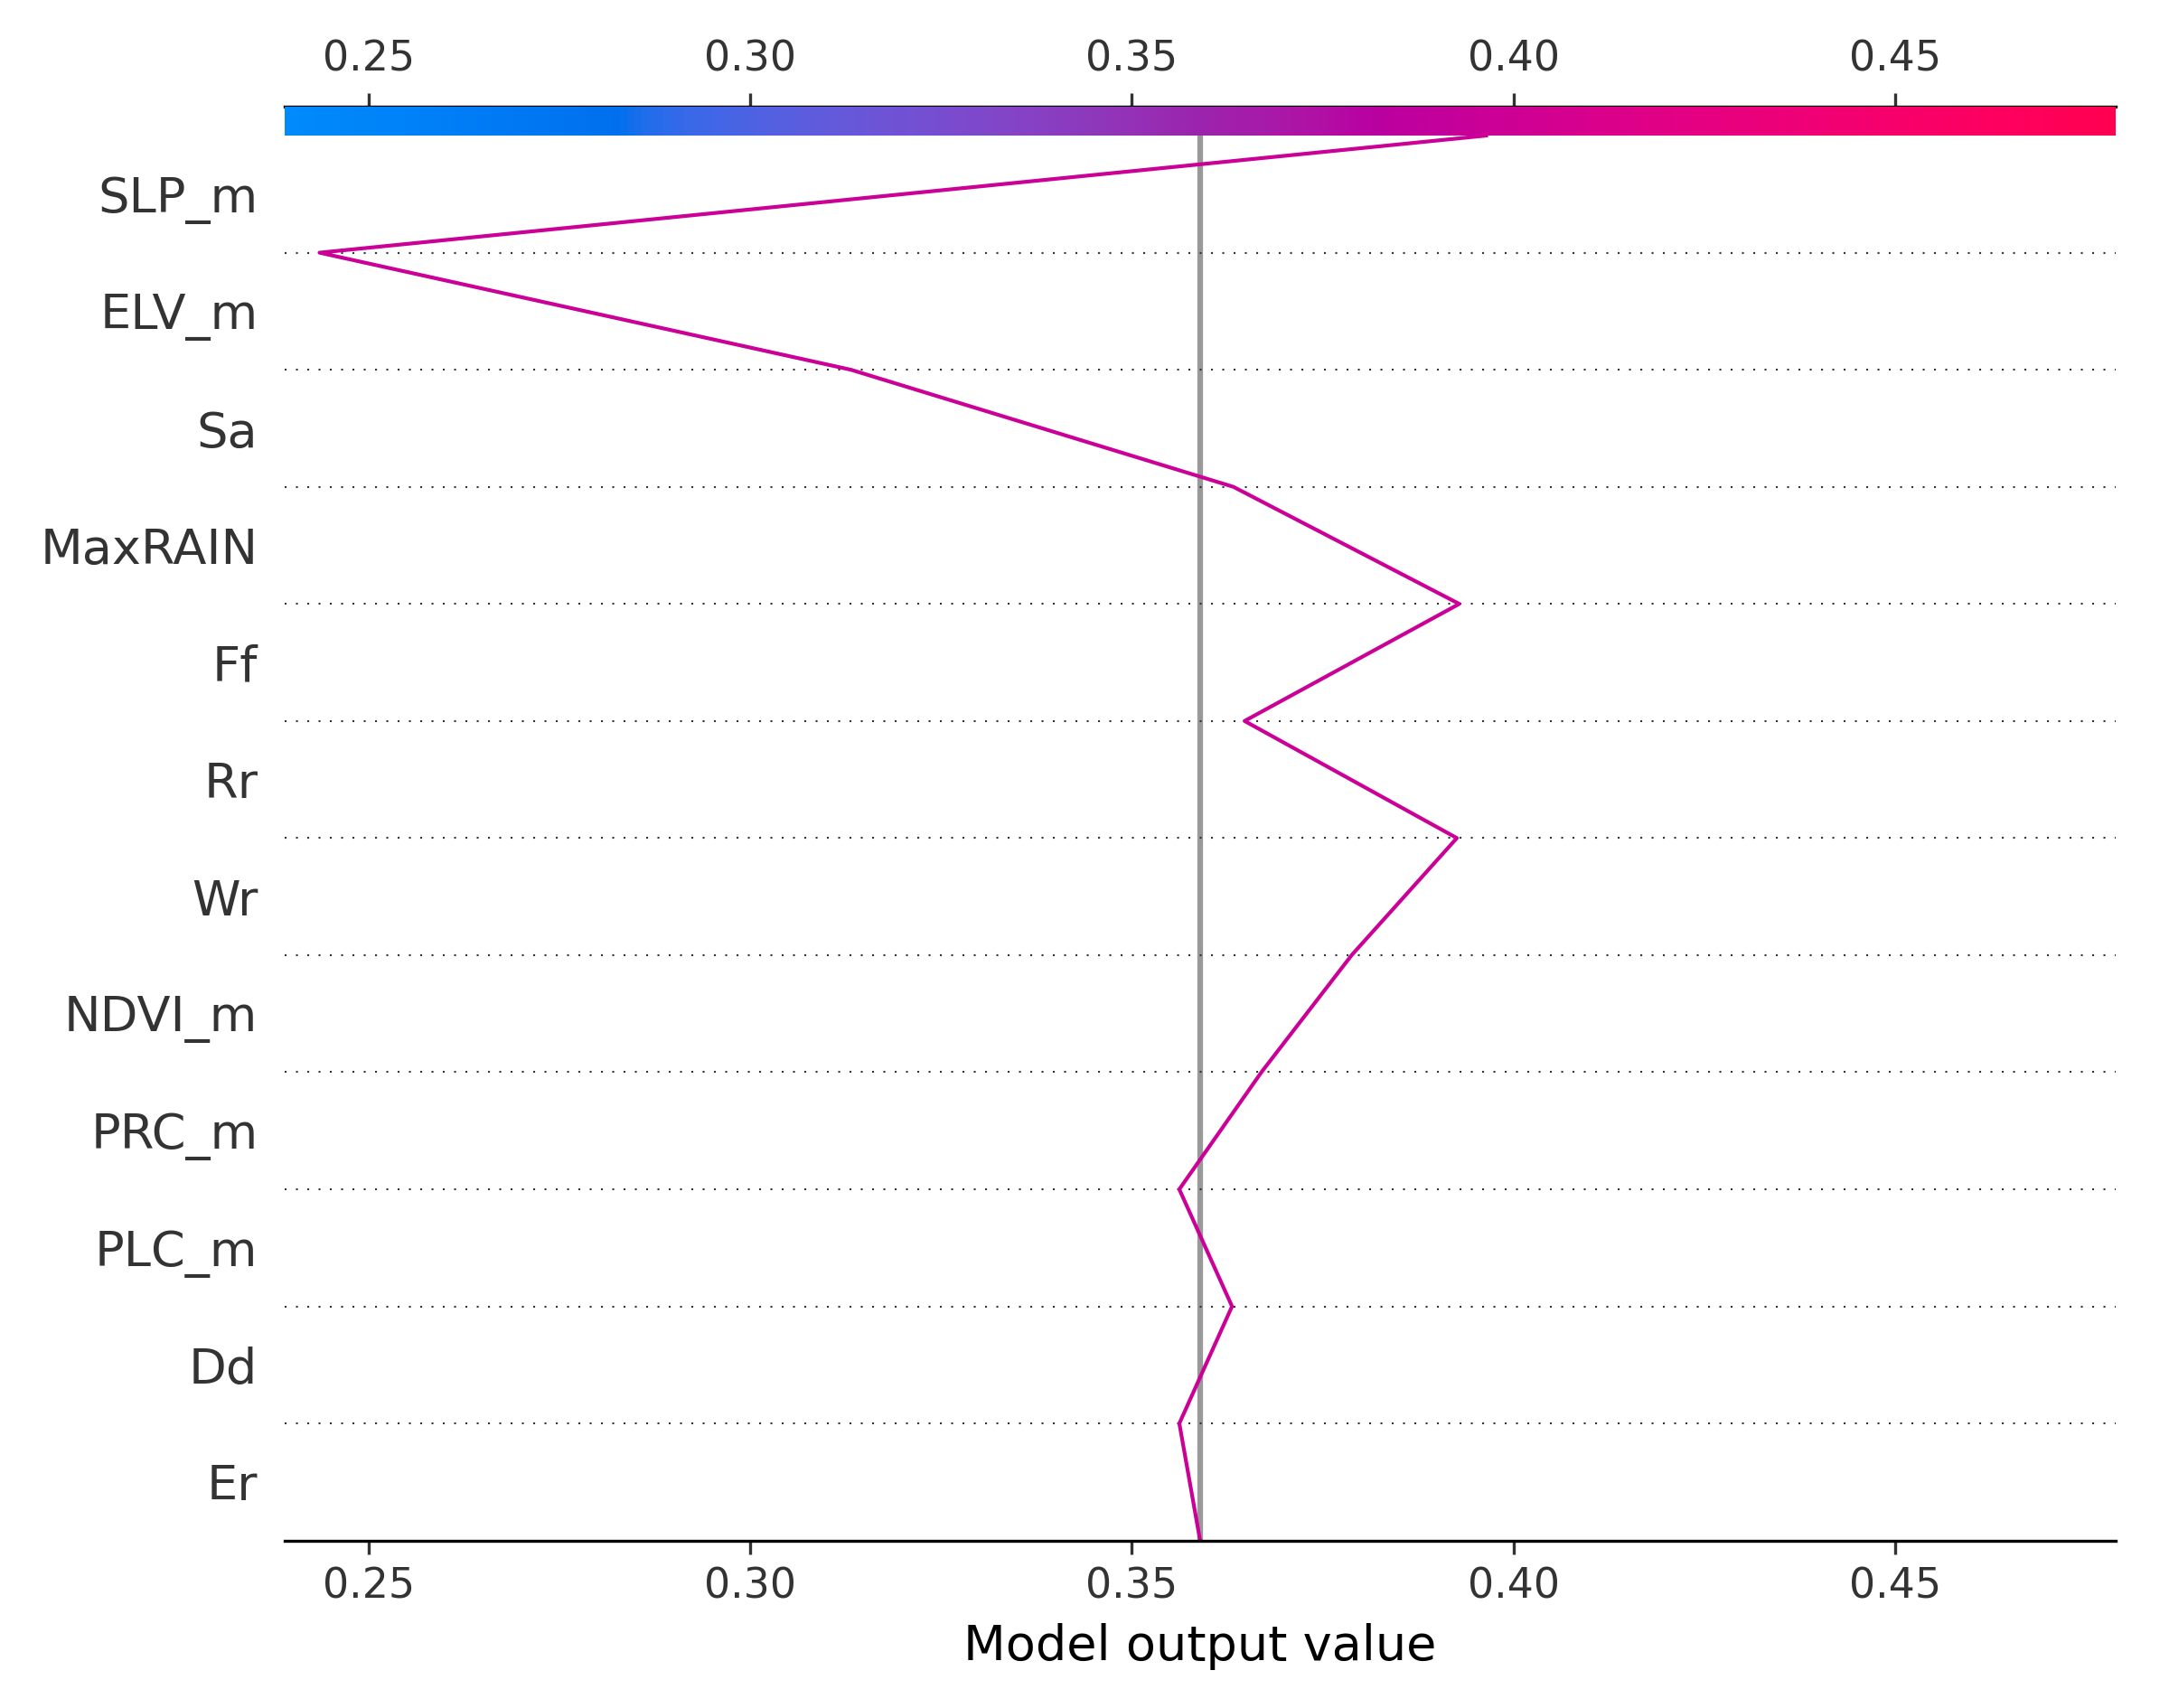 0.25 0.30 0.35 0.40 0.45
SLP_m
ELV_m
Sa
MaxRAIN
Ff
Rr
Wr
NDVI_m
PRC_m
PLC_m
Dd
Er
0.25 0.30 0.35 0.40 0.45
Model output value